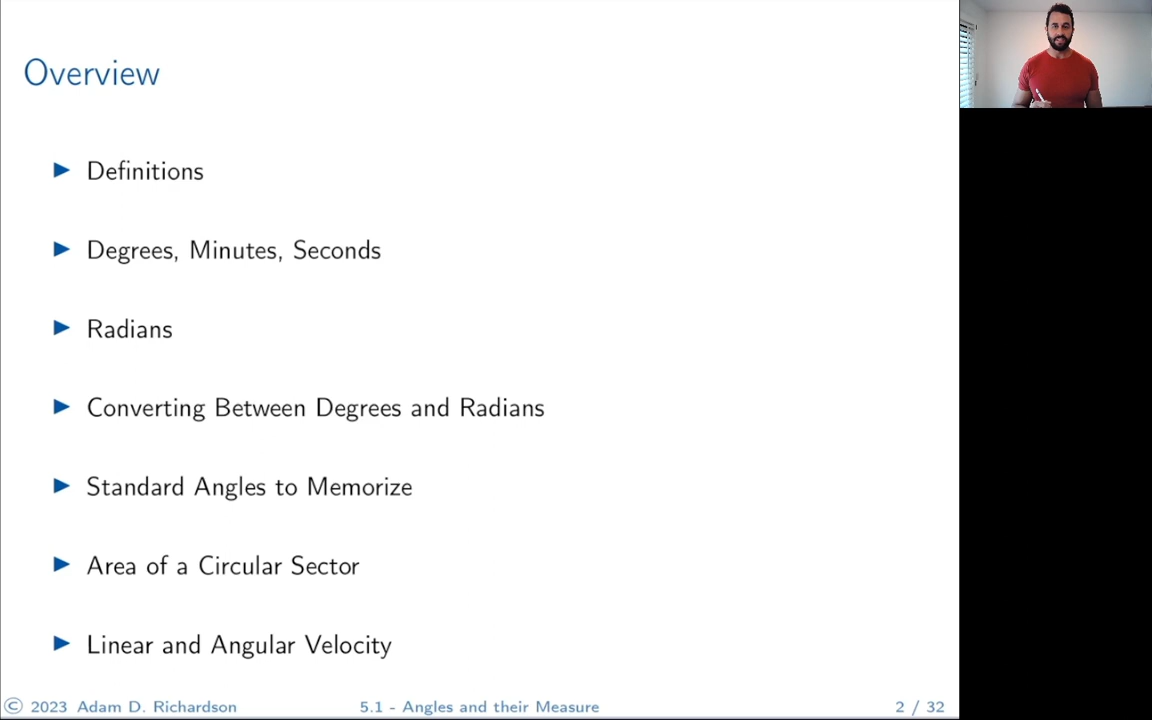 Overview
Definitions
Degrees, Minutes, Seconds
Radians
Converting Between Degrees and Radians
Standard Angles to Memorize
Area of a Circular Sector
Linear and Angular Velocity
© 2023 Adam D. Richardson 5.1 - Angles and their Measure 2 / 32